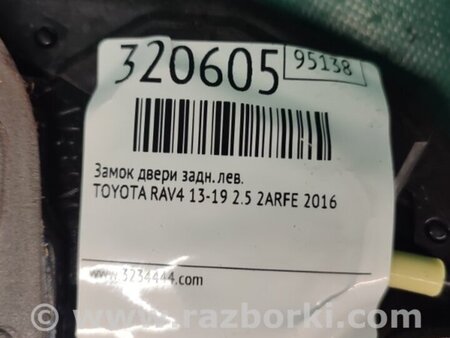 320605
95138
Замок двери задн. лев.
TOYOTA RAV4 13-19 2.5 2ARFE 2016
www.3234444.com
www.razborki.com